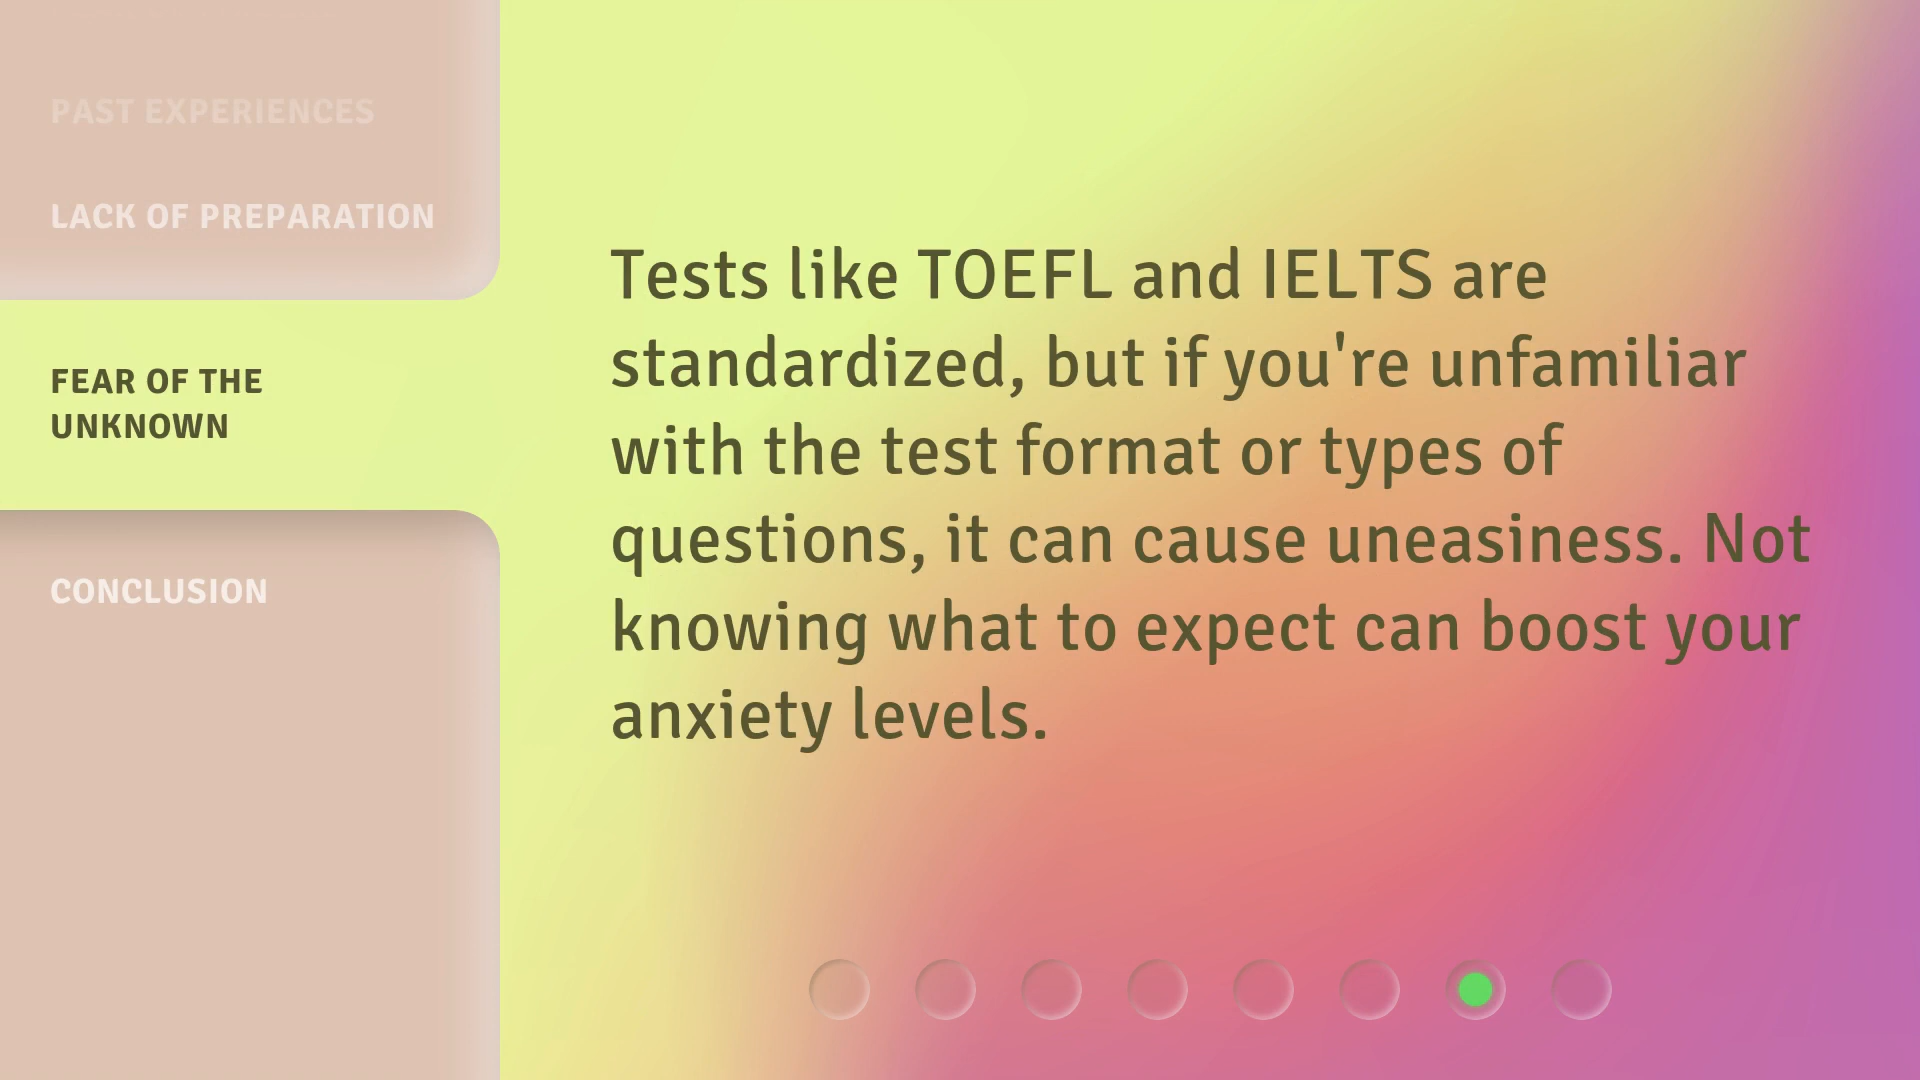 PAST EXPERIENCES
LACK OF PREPARATION
FEAR OF THE
UNKNOWN
CONCLUSION
Tests like TOEFL and IELTS are
standardized, but if you're unfamiliar
with the test format or types of
questions, it can cause uneasiness. Not
knowing what to expect can boost your
anxiety levels.